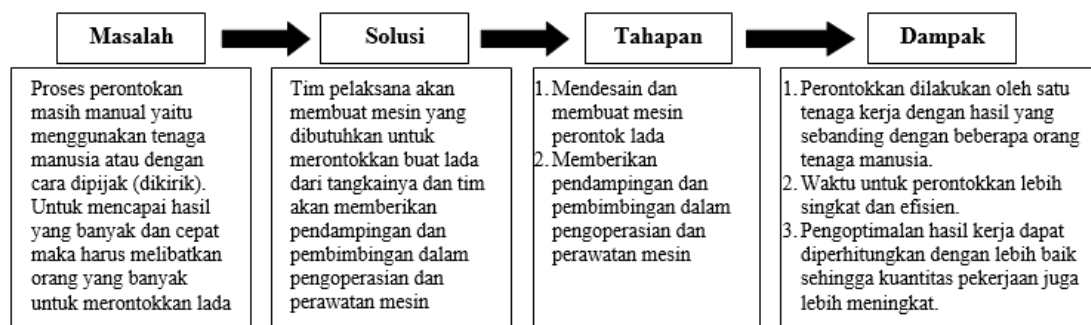 Masalah
Solusi
Tahapan
Dampak
Proses perontokan
masih manual yaitu
menggunakan tenaga
manusia atau dengan
cara dipijak (dikirik).
Untuk mencapai hasil
yang banyak dan cepat
maka harus melibatkan
orang yang banyak
untuk merontokkan lada
Tim pelaksana akan
membuat mesin yang
dibutuhkan untuk
merontokkan buat lada
dari tangkainya dan tim
akan memberikan
pendampingan dan
pembimbingan dalam
pengoperasian dan
perawatan mesin
1. Mendesain dan
membuat mesin
perontok lada
2. Memberikan
pendampingan dan
pembimbingan dalam
pengoperasian dan
perawatan mesin
1. Perontokkan dilakukan oleh satu
tenaga kerja dengan hasil yang
sebanding dengan beberapa orang
tenaga manusia.
2. Waktu untuk perontokkan lebih
singkat dan efisien.
3. Pengoptimalan hasil kerja dapat
diperhitungkan dengan lebih baik
sehingga kuantitas pekerjaan juga
lebih meningkat.